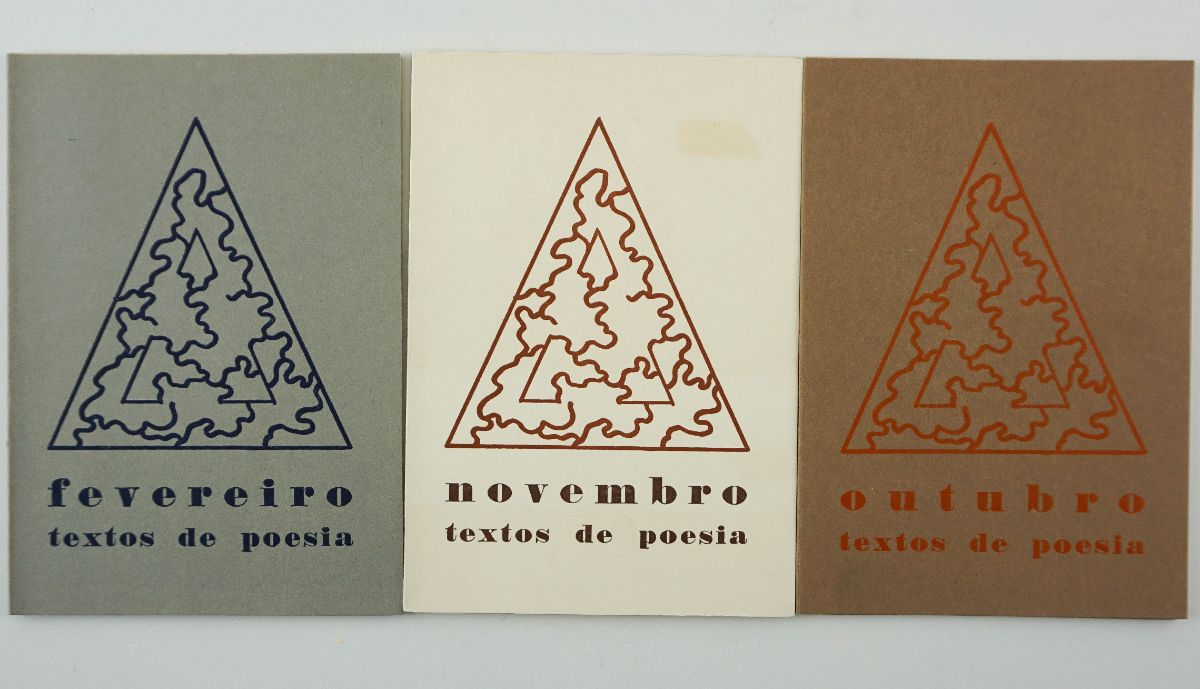 fevereiro
textos de poesia
novembro
textos de poesia
outubro
textos de poesia